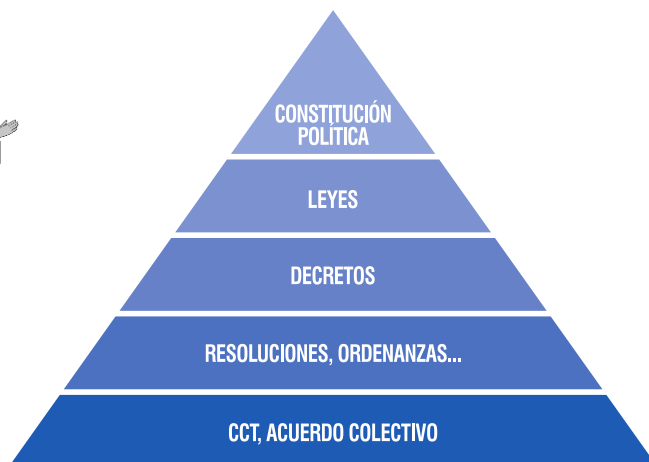 CONSTITUCIÓN
POLÍTICA
LEYES
DECRETOS
RESOLUCIONES, ORDENANZAS...
CCT, ACUERDO COLECTIVO